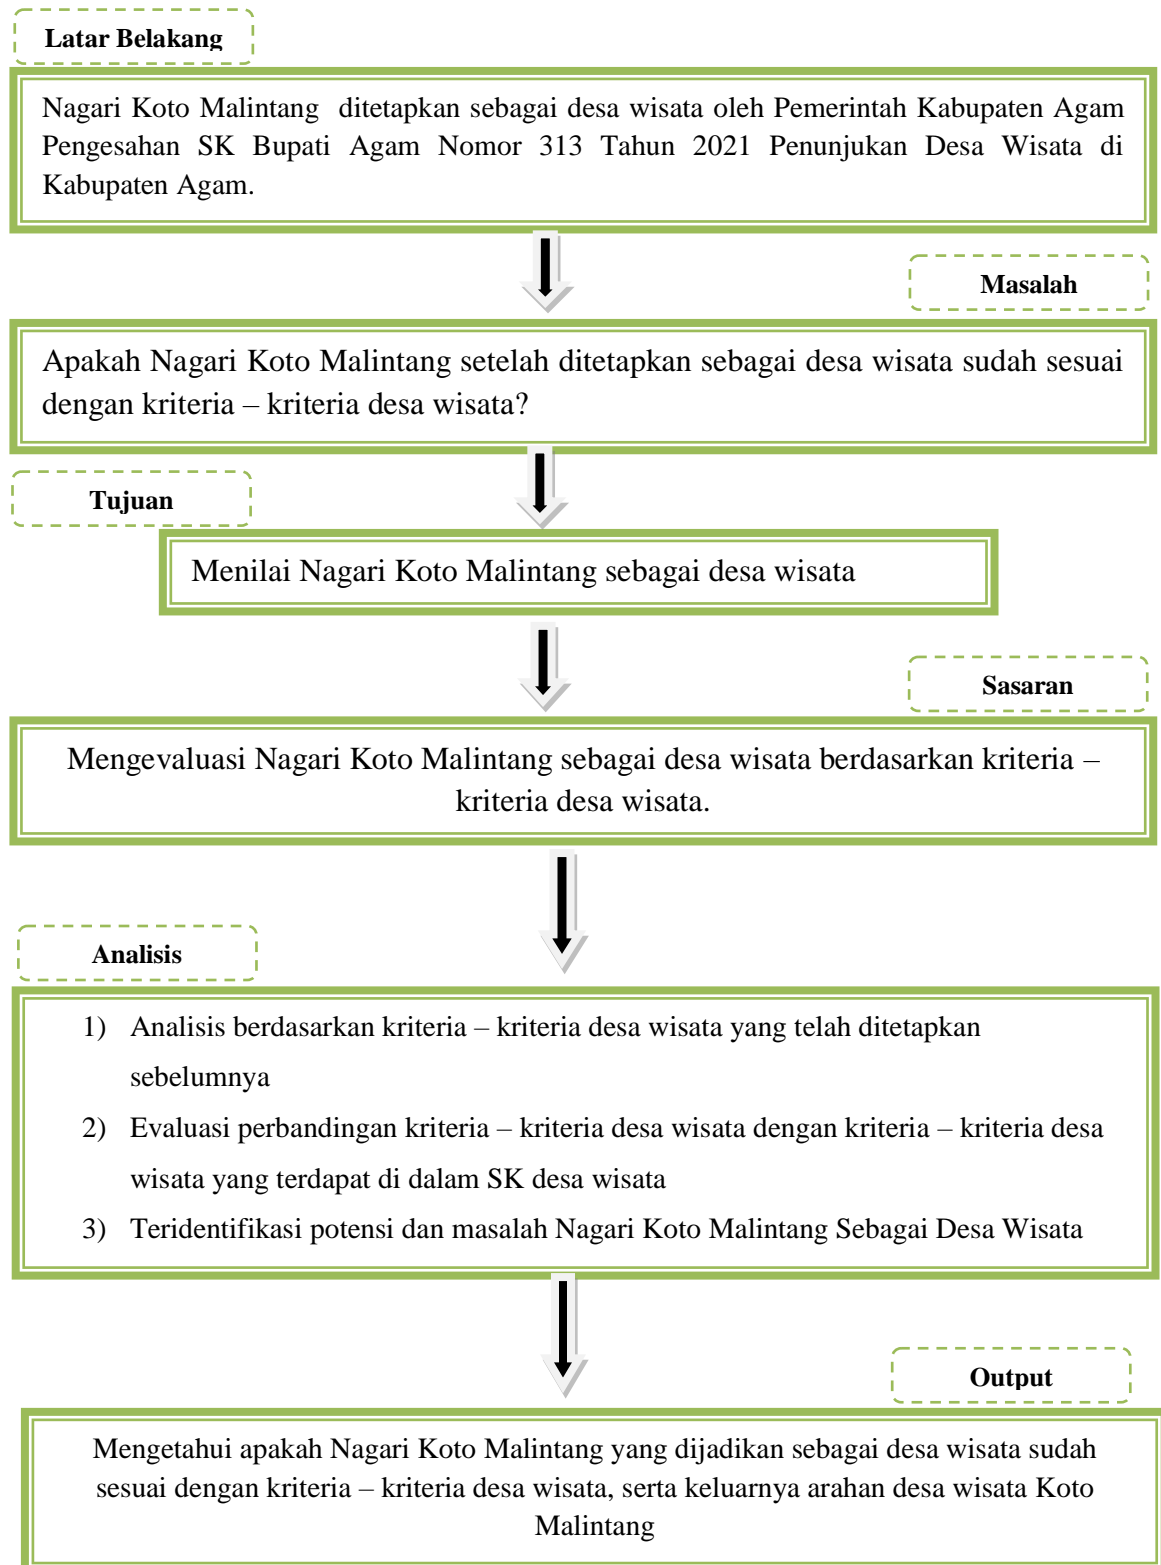 Latar Belakang
Nagari Koto Malintang ditetapkan sebagai desa wisata oleh Pemerintah Kabupaten Agam
Pengesahan SK Bupati Agam Nomor 313 Tahun 2021 Penunjukan Desa Wisata di
Kabupaten Agam.
Masalah
Apakah Nagari Koto Malintang setelah ditetapkan sebagai desa wisata sudah sesuai
dengan kriteria – kriteria desa wisata?
Tujuan
Menilai Nagari Koto Malintang sebagai desa wisata
Sasaran
Mengevaluasi Nagari Koto Malintang sebagai desa wisata berdasarkan kriteria –
kriteria desa wisata.
Analisis
1) Analisis berdasarkan kriteria – kriteria desa wisata yang telah ditetapkan
sebelumnya
2) Evaluasi perbandingan kriteria – kriteria desa wisata dengan kriteria – kriteria desa
wisata yang terdapat di dalam SK desa wisata
3) Teridentifikasi potensi dan masalah Nagari Koto Malintang Sebagai Desa Wisata
Output
Mengetahui apakah Nagari Koto Malintang yang dijadikan sebagai desa wisata sudah
sesuai dengan kriteria – kriteria desa wisata, serta keluarnya arahan desa wisata Koto
Malintang